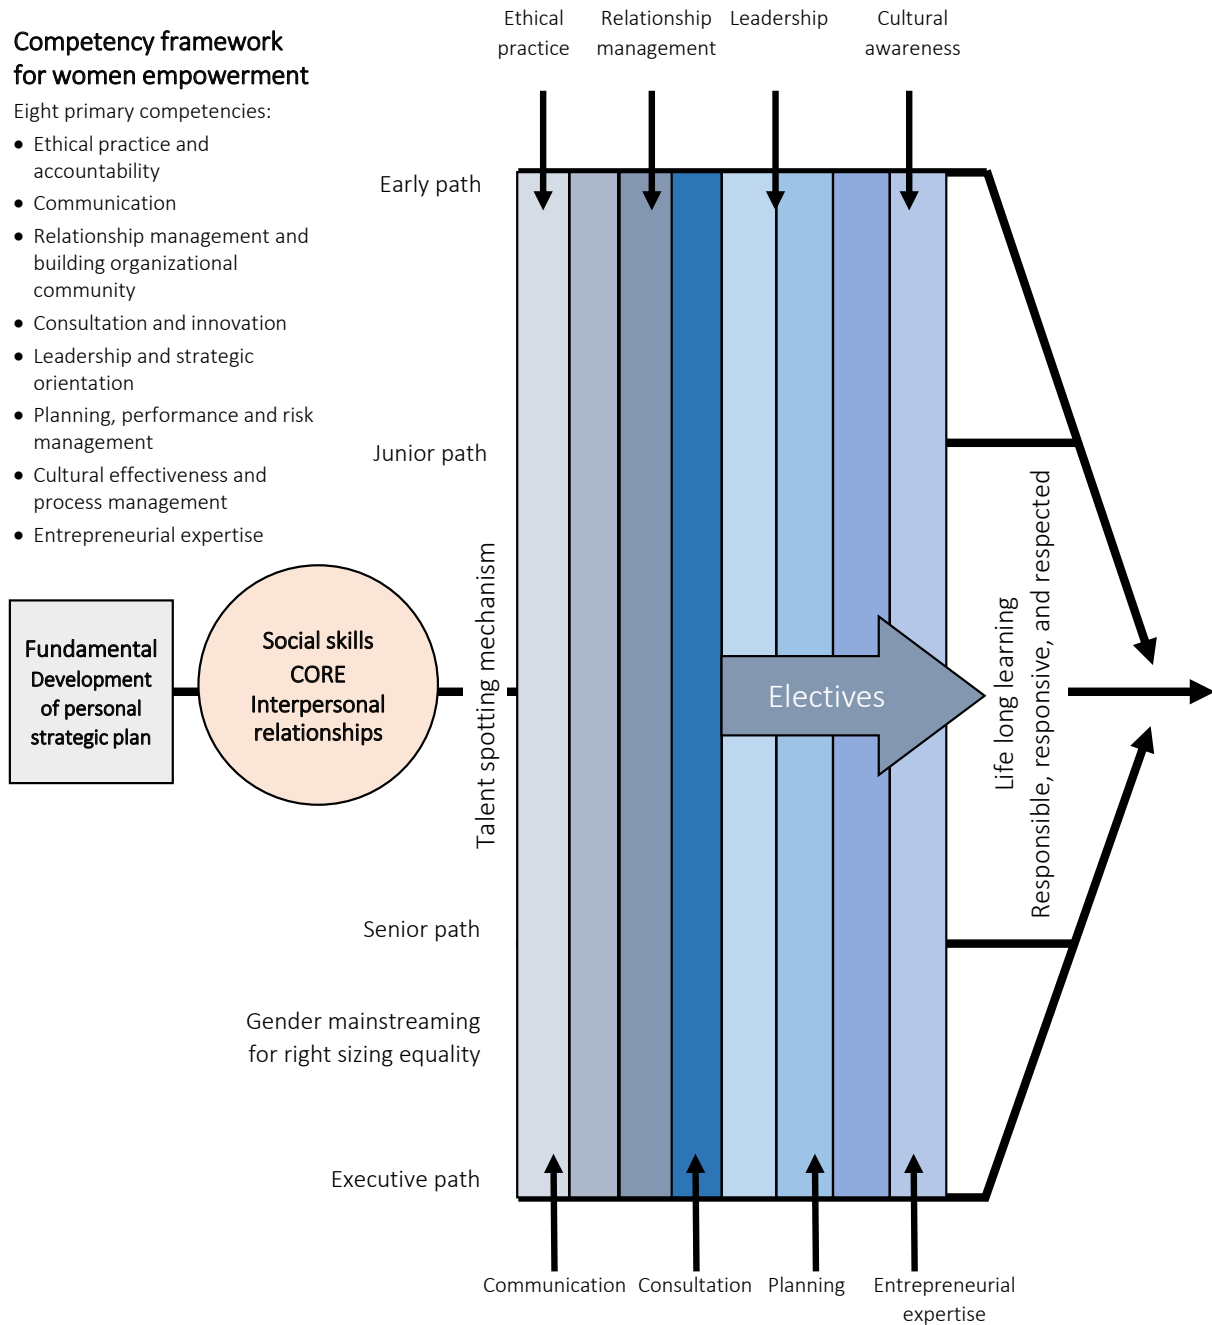 Competency framework
for women empowerment
Eight primary competencies:
• Ethical practice and
accountability
• Communication
• Relationship management and
building organizational
community
• Consultation and innovation
• Leadership and strategic
orientation
• Planning, performance and risk
management
• Cultural effectiveness and
process management
• Entrepreneurial expertise
Ethical
practice
Relationship
management
Leadership
Cultural
awareness
Early path
Junior path
Fundamental
Development
of personal
strategic plan
Social skills
CORE
Interpersonal
relationships
Talent spotting mechanism
Electives
Life long learning
Responsible, responsive, and respected
Senior path
Gender mainstreaming
for right sizing equality
Executive path
Communication
Consultation
Planning
Entrepreneurial
expertise